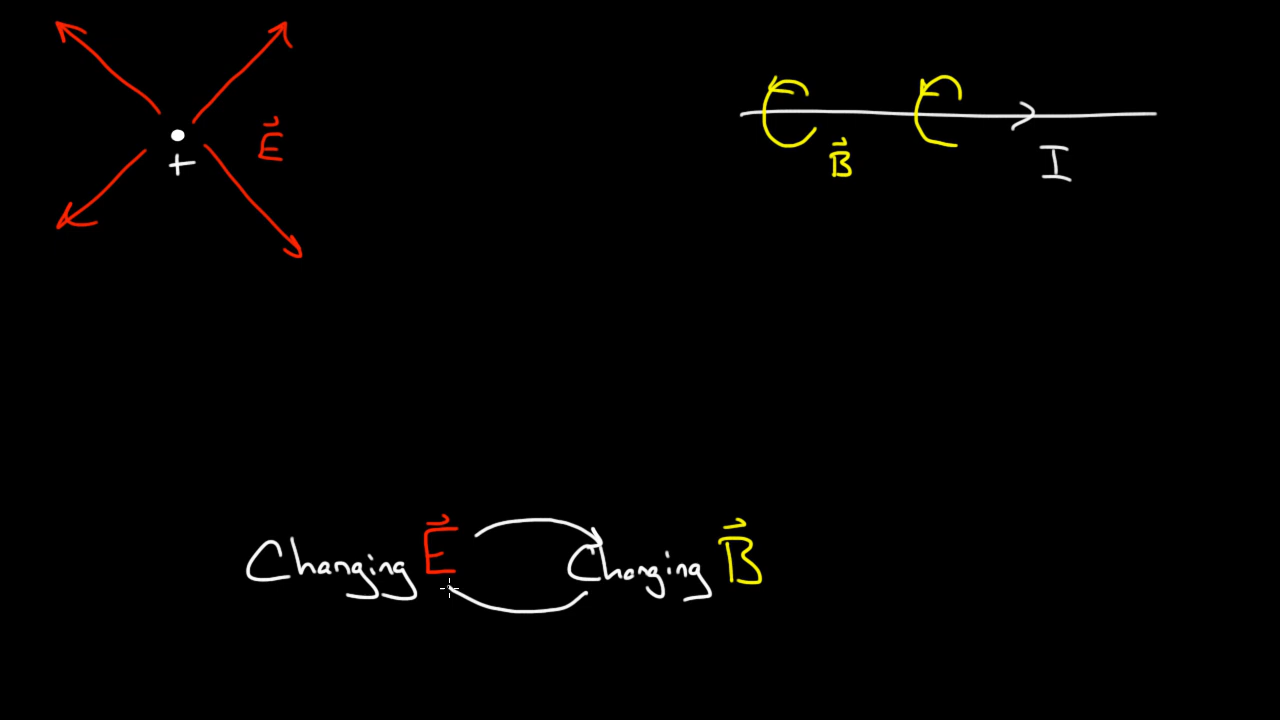 +
E⃗
B⃗
I
Changing E⃗ Changing B⃗